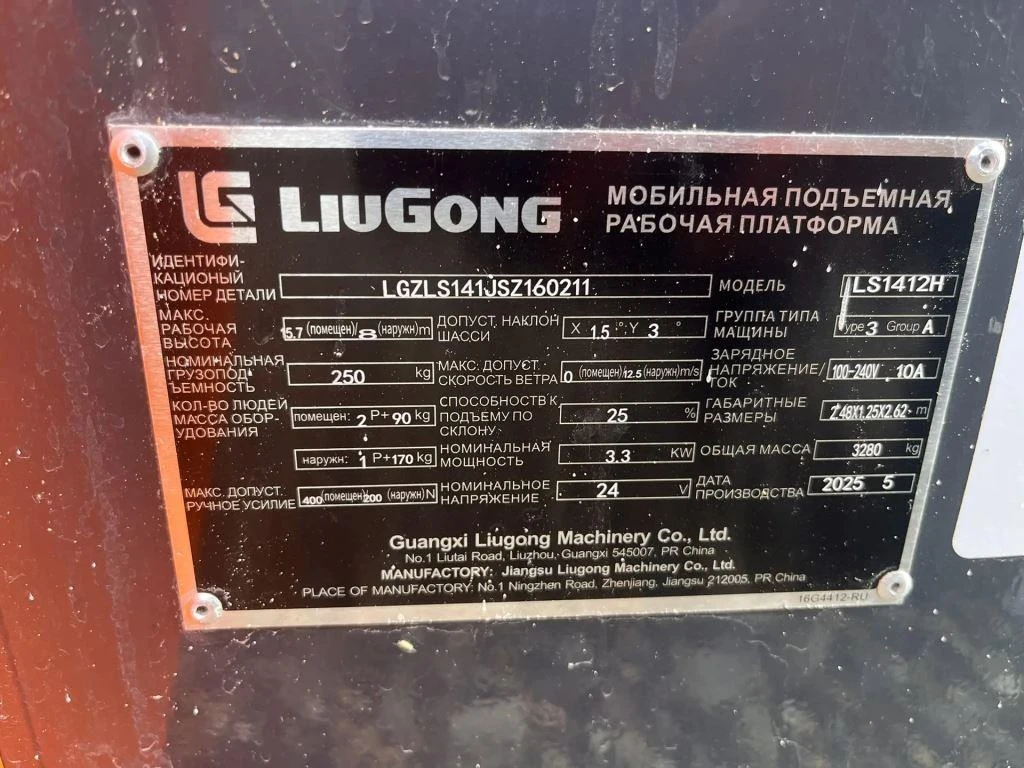 LG LIUGONG
МОБИЛЬНАЯ ПОДЪЕМНАЯ
РАБОЧАЯ ПЛАТФОРМА
ИДЕНТИФИ-
КАЦИОНЫЙ
НОМЕР ДЕТАЛИ LGZLS141JSZ160211 МОДЕЛЬ LS1412H
МАКС.
РАБОЧАЯ
ВЫСОТА 15.7 (помещен)/ 8 (наружн)m
ДОПУСТ. НАКЛОН
ШАССИ X 1.5 °; Y 3 °
ГРУППА ТИПА
МАШИНЫ Type 3 Group A
НОМИНАЛЬНАЯ
ГРУЗОПОД
ЪЕМНОСТЬ 250 kg
МАКС. ДОПУСТ.
СКОРОСТЬ ВЕТРА 0 (помещен)/12.5 (наружн)m/s
ЗАРЯДНОЕ
НАПРЯЖЕНИЕ/
ТОК 100-240V 10A
КОЛ-ВО ЛЮДЕЙ
МАССА ОБОР-
УДОВАНИЯ помещен: 2 P+ 90 kg
наружн: 1 P+170 kg
СПОСОБНОСТЬ К
ПОДЪЕМУ ПО
СКЛОНУ 25 %
ГАБАРИТНЫЕ
РАЗМЕРЫ 2.48X1.25X2.62 m
НОМИНАЛЬНАЯ
МОЩНОСТЬ 3.3 KW
ОБЩАЯ МАССА 3280 kg
МАКС. ДОПУСТ.
РУЧНОЕ УСИЛИЕ 400(помещен)/200 (наружн)N
НОМИНАЛЬНОЕ
НАПРЯЖЕНИЕ 24 V
ДАТА
ПРОИЗВОДСТВА 2025 5
Guangxi Liugong Machinery Co., Ltd.
No.1 Liutai Road, Liuzhou, Guangxi 545007, PR China
MANUFACTORY: Jiangsu Liugong Machinery Co., Ltd.
PLACE OF MANUFACTORY: No.1 Ningzhen Road, Zhenjiang, Jiangsu 212005, PR China
16G4412-RU